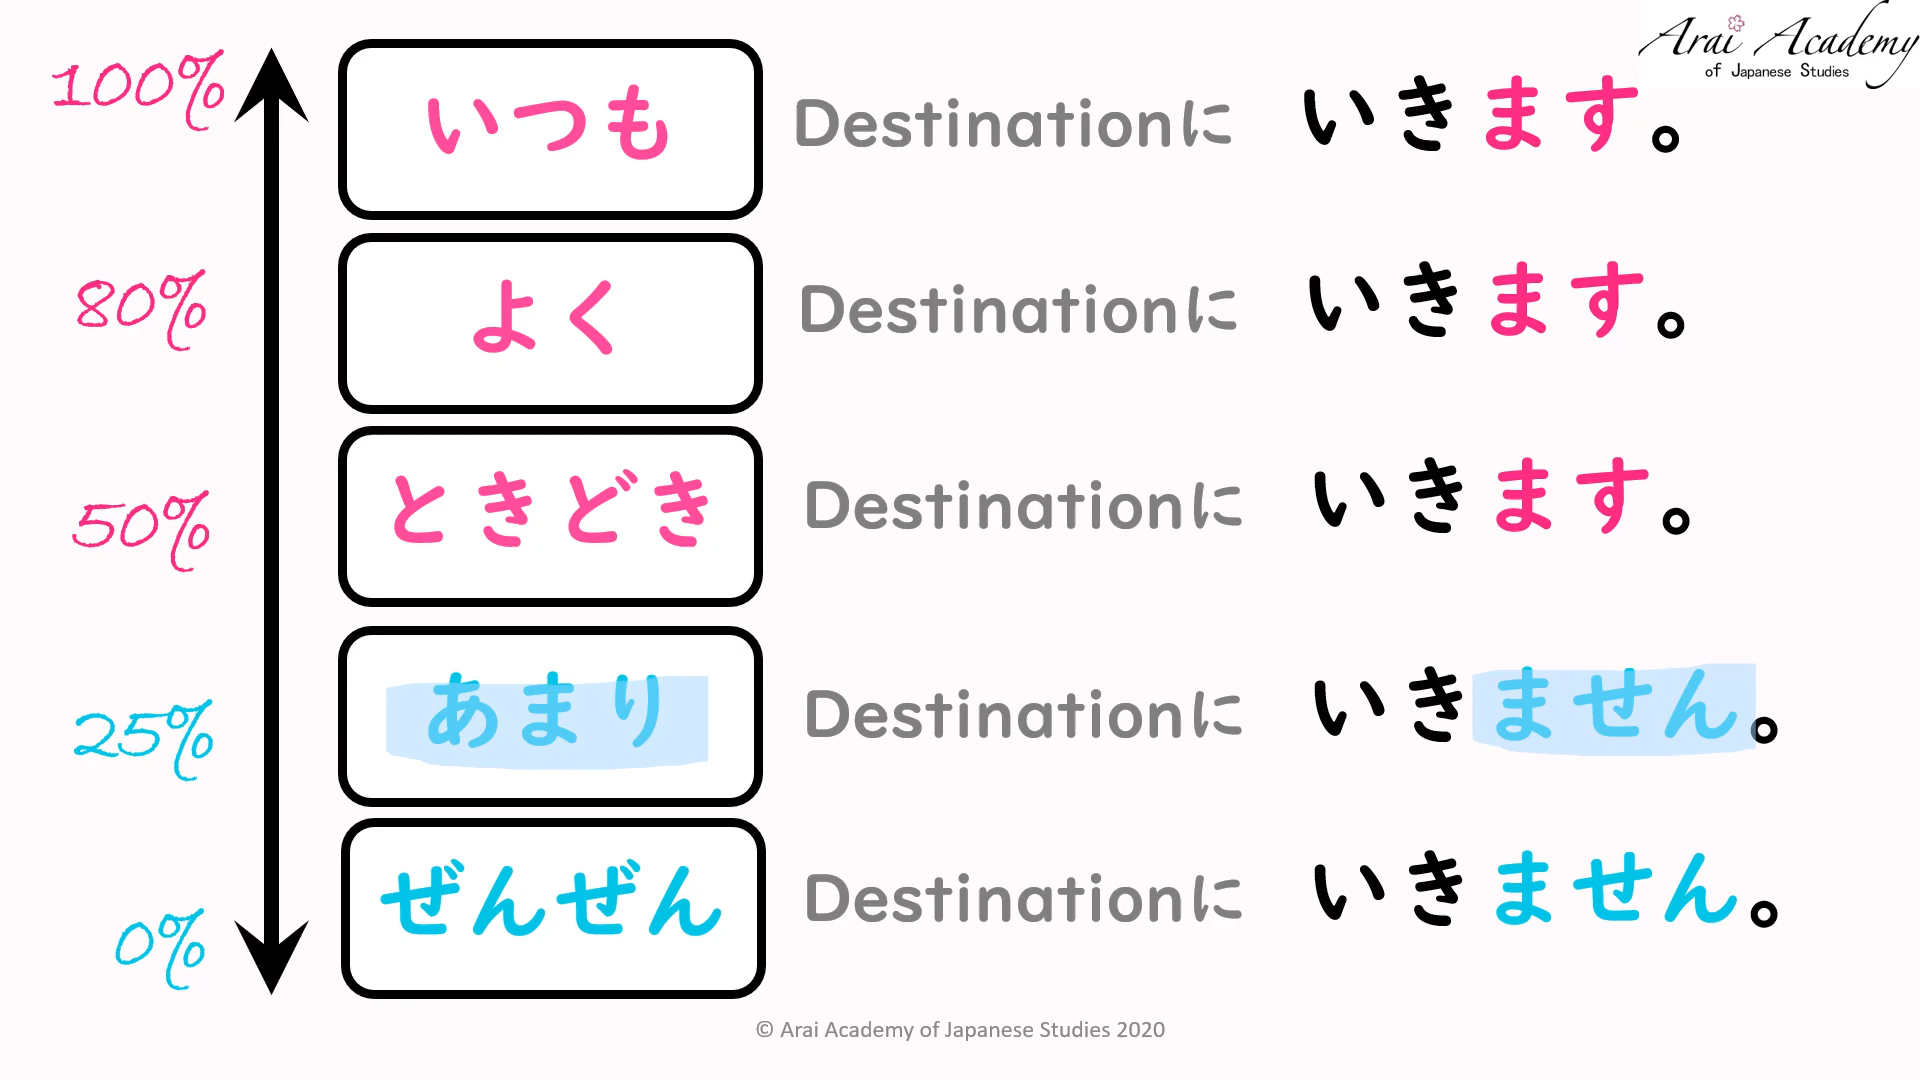 Arai Academy
of Japanese Studies
100% いつも Destinationに いきます。
80% よく Destinationに いきます。
50% ときどき Destinationに いきます。
25% あまり Destinationに いきません。
0% ぜんぜん Destinationに いきません。
© Arai Academy of Japanese Studies 2020